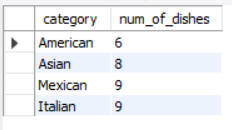 category num_of_dishes
American 6
Asian 8
Mexican 9
Italian 9